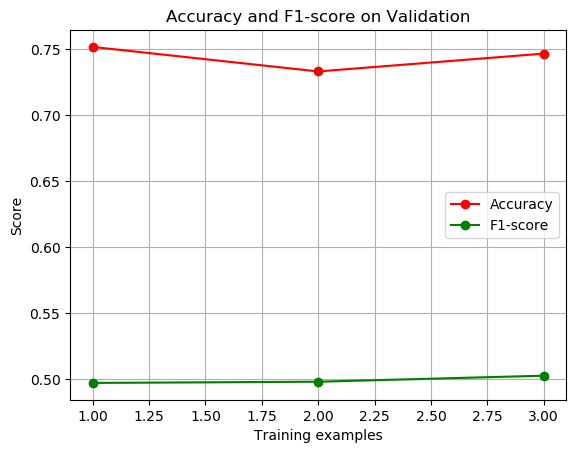 Accuracy and F1-score on Validation
0.75
0.70
0.65
0.60
0.55
0.50
Score
Accuracy
F1-score
1.00 1.25 1.50 1.75 2.00 2.25 2.50 2.75 3.00
Training examples